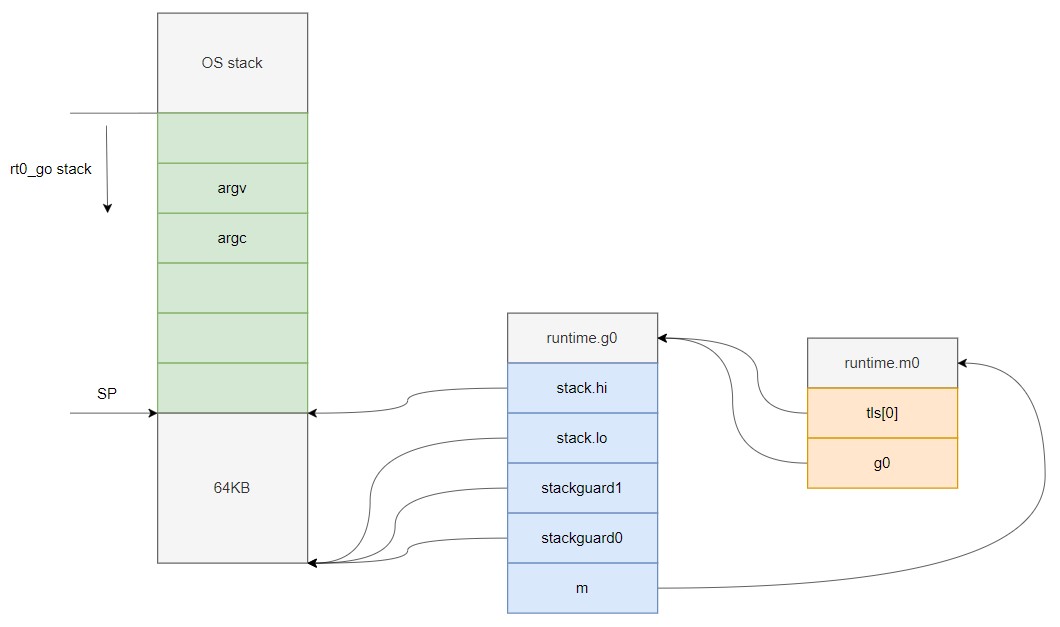 OS stack
rt0_go stack
argv
argc
SP
64KB
runtime.g0
stack.hi
stack.lo
stackguard1
stackguard0
m
runtime.m0
tls[0]
g0